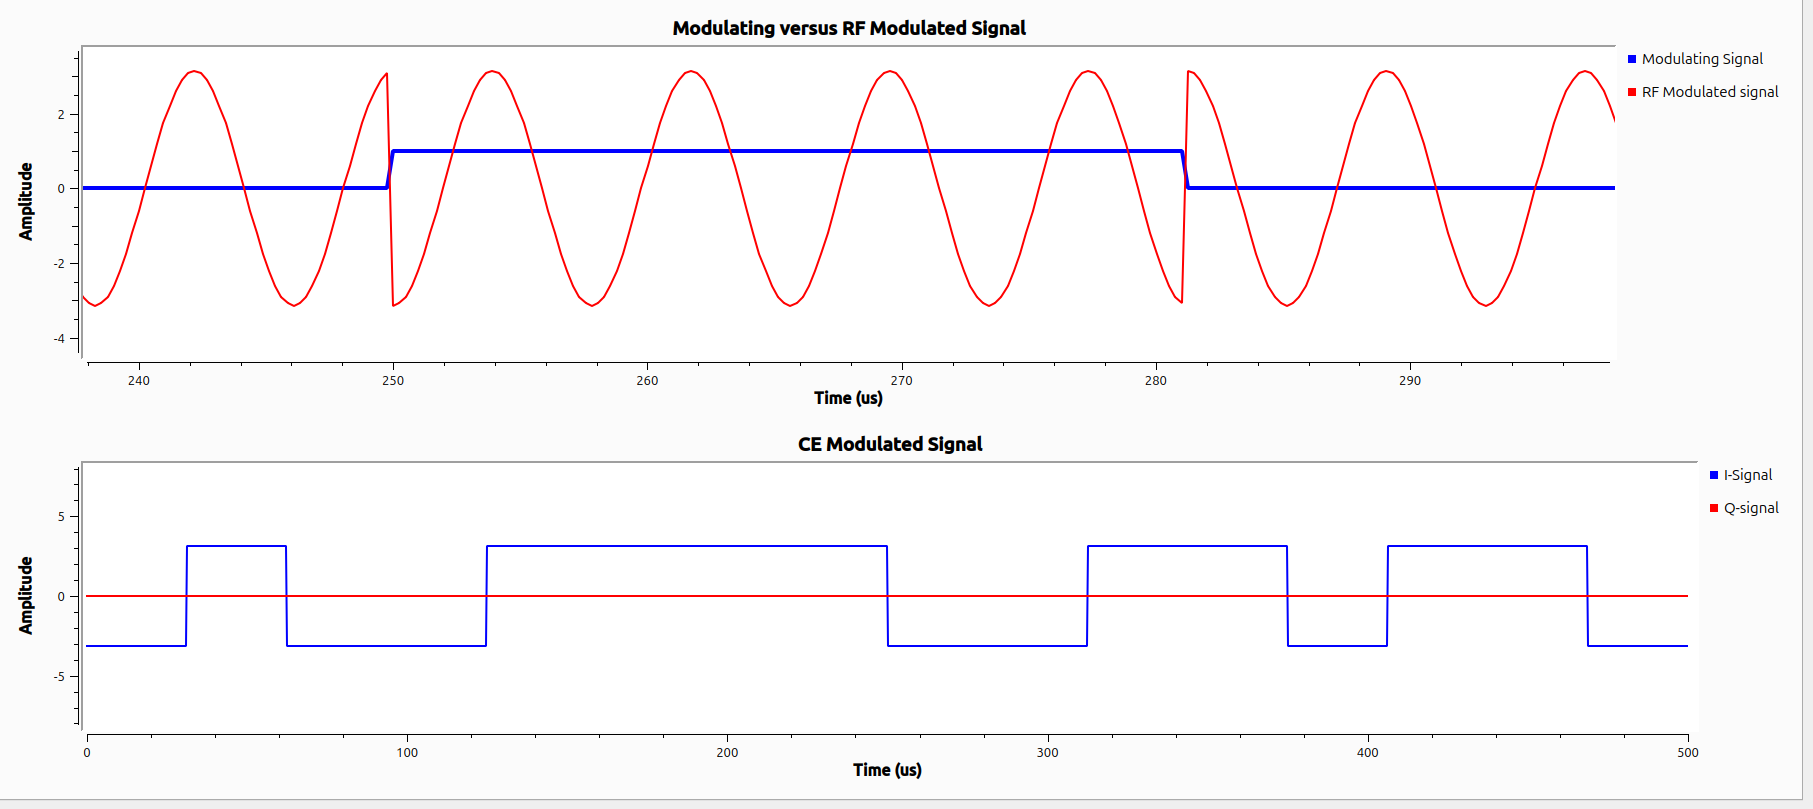 Modulating versus RF Modulated Signal
Modulating Signal
RF Modulated signal
Amplitude
2
0
-2
-4
240 250 260 270 280 290
Time (us)
CE Modulated Signal
I-Signal
Q-signal
Amplitude
5
0
-5
0 100 200 300 400 500
Time (us)